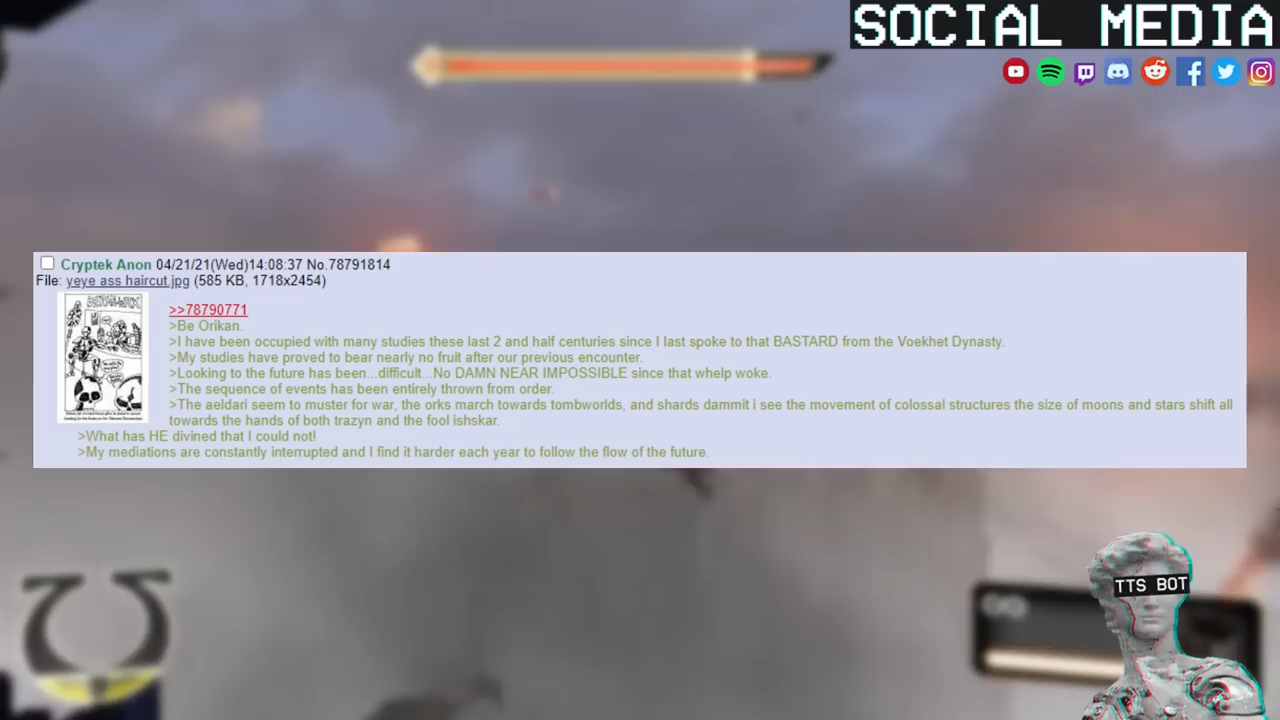 SOCIAL MEDIA
Cryptek Anon 04/21/21(Wed)14:08:37 No.78791814
File: yeye ass haircut.jpg (585 KB, 1718x2454)
>>78790771
>Be Orikan.
>I have been occupied with many studies these last 2 and half centuries since I last spoke to that BASTARD from the Voekhet Dynasty.
>My studies have proved to bear nearly no fruit after our previous encounter.
>Looking to the future has been...difficult...No DAMN NEAR IMPOSSIBLE since that whelp woke.
>The sequence of events has been entirely thrown from order.
>The aeldari seem to muster for war, the orks march towards tombworlds, and shards dammit i see the movement of colossal structures the size of moons and stars shift all
towards the hands of both trazyn and the fool ishskar.
>What has HE divined that I could not!
>My mediations are constantly interrupted and I find it harder each year to follow the flow of the future.
TTS BOT